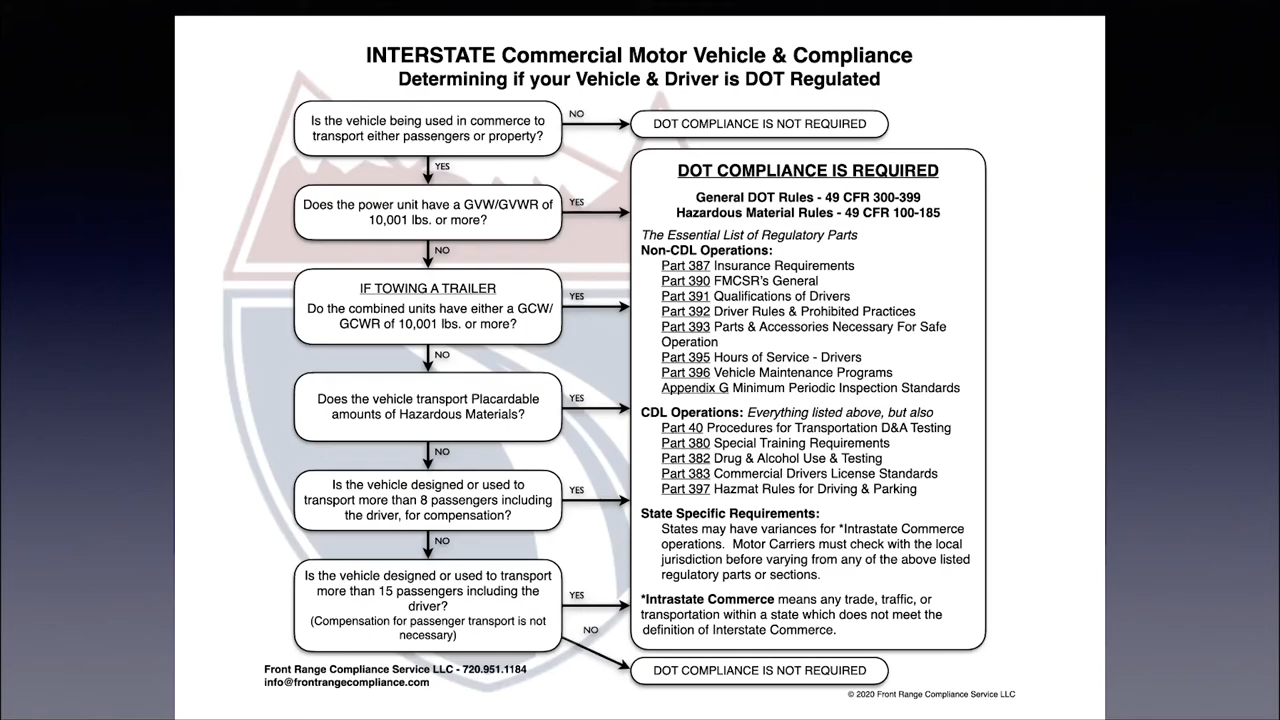 INTERSTATE Commercial Motor Vehicle & Compliance
Determining if your Vehicle & Driver is DOT Regulated
Is the vehicle being used in commerce to
transport either passengers or property?
NO
DOT COMPLIANCE IS NOT REQUIRED
YES
Does the power unit have a GVW/GVWR of
10,001 lbs. or more?
YES
NO
IF TOWING A TRAILER
Do the combined units have either a GCW/
GCWR of 10,001 lbs. or more?
YES
NO
Does the vehicle transport Placardable
amounts of Hazardous Materials?
YES
NO
Is the vehicle designed or used to
transport more than 8 passengers including
the driver, for compensation?
YES
NO
Is the vehicle designed or used to transport
more than 15 passengers including the
driver?
(Compensation for passenger transport is not
necessary)
YES
NO
DOT COMPLIANCE IS REQUIRED
General DOT Rules - 49 CFR 300-399
Hazardous Material Rules - 49 CFR 100-185
The Essential List of Regulatory Parts
Non-CDL Operations:
Part 387 Insurance Requirements
Part 390 FMCSR's General
Part 391 Qualifications of Drivers
Part 392 Driver Rules & Prohibited Practices
Part 393 Parts & Accessories Necessary For Safe
Operation
Part 395 Hours of Service - Drivers
Part 396 Vehicle Maintenance Programs
Appendix G Minimum Periodic Inspection Standards
CDL Operations: Everything listed above, but also
Part 40 Procedures for Transportation D&A Testing
Part 380 Special Training Requirements
Part 382 Drug & Alcohol Use & Testing
Part 383 Commercial Drivers License Standards
Part 397 Hazmat Rules for Driving & Parking
State Specific Requirements:
States may have variances for *Intrastate Commerce
operations. Motor Carriers must check with the local
jurisdiction before varying from any of the above listed
regulatory parts or sections.
*Intrastate Commerce means any trade, traffic, or
transportation within a state which does not meet the
definition of Interstate Commerce.
DOT COMPLIANCE IS NOT REQUIRED
Front Range Compliance Service LLC - 720.951.1184
info@frontrangecompliance.com
© 2020 Front Range Compliance Service LLC